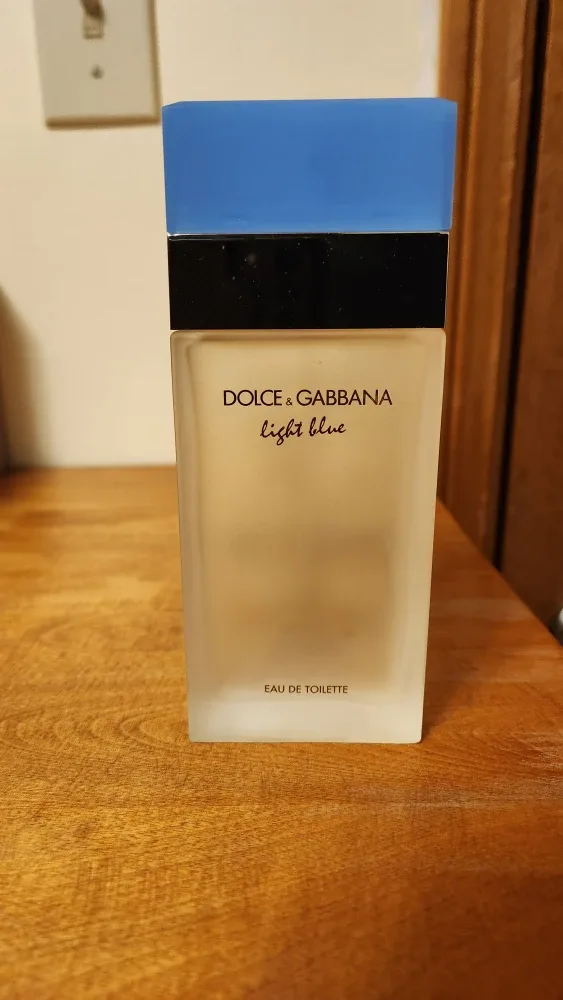 DOLCE & GABBANA
light blue
EAU DE TOILETTE